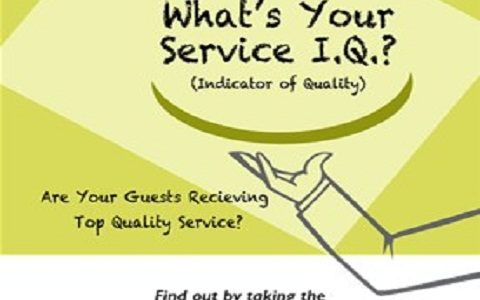 What's Your
Service I.Q.?
(Indicator of Quality)
Are Your Guests Recieving
Top Quality Service?
Find out by taking the